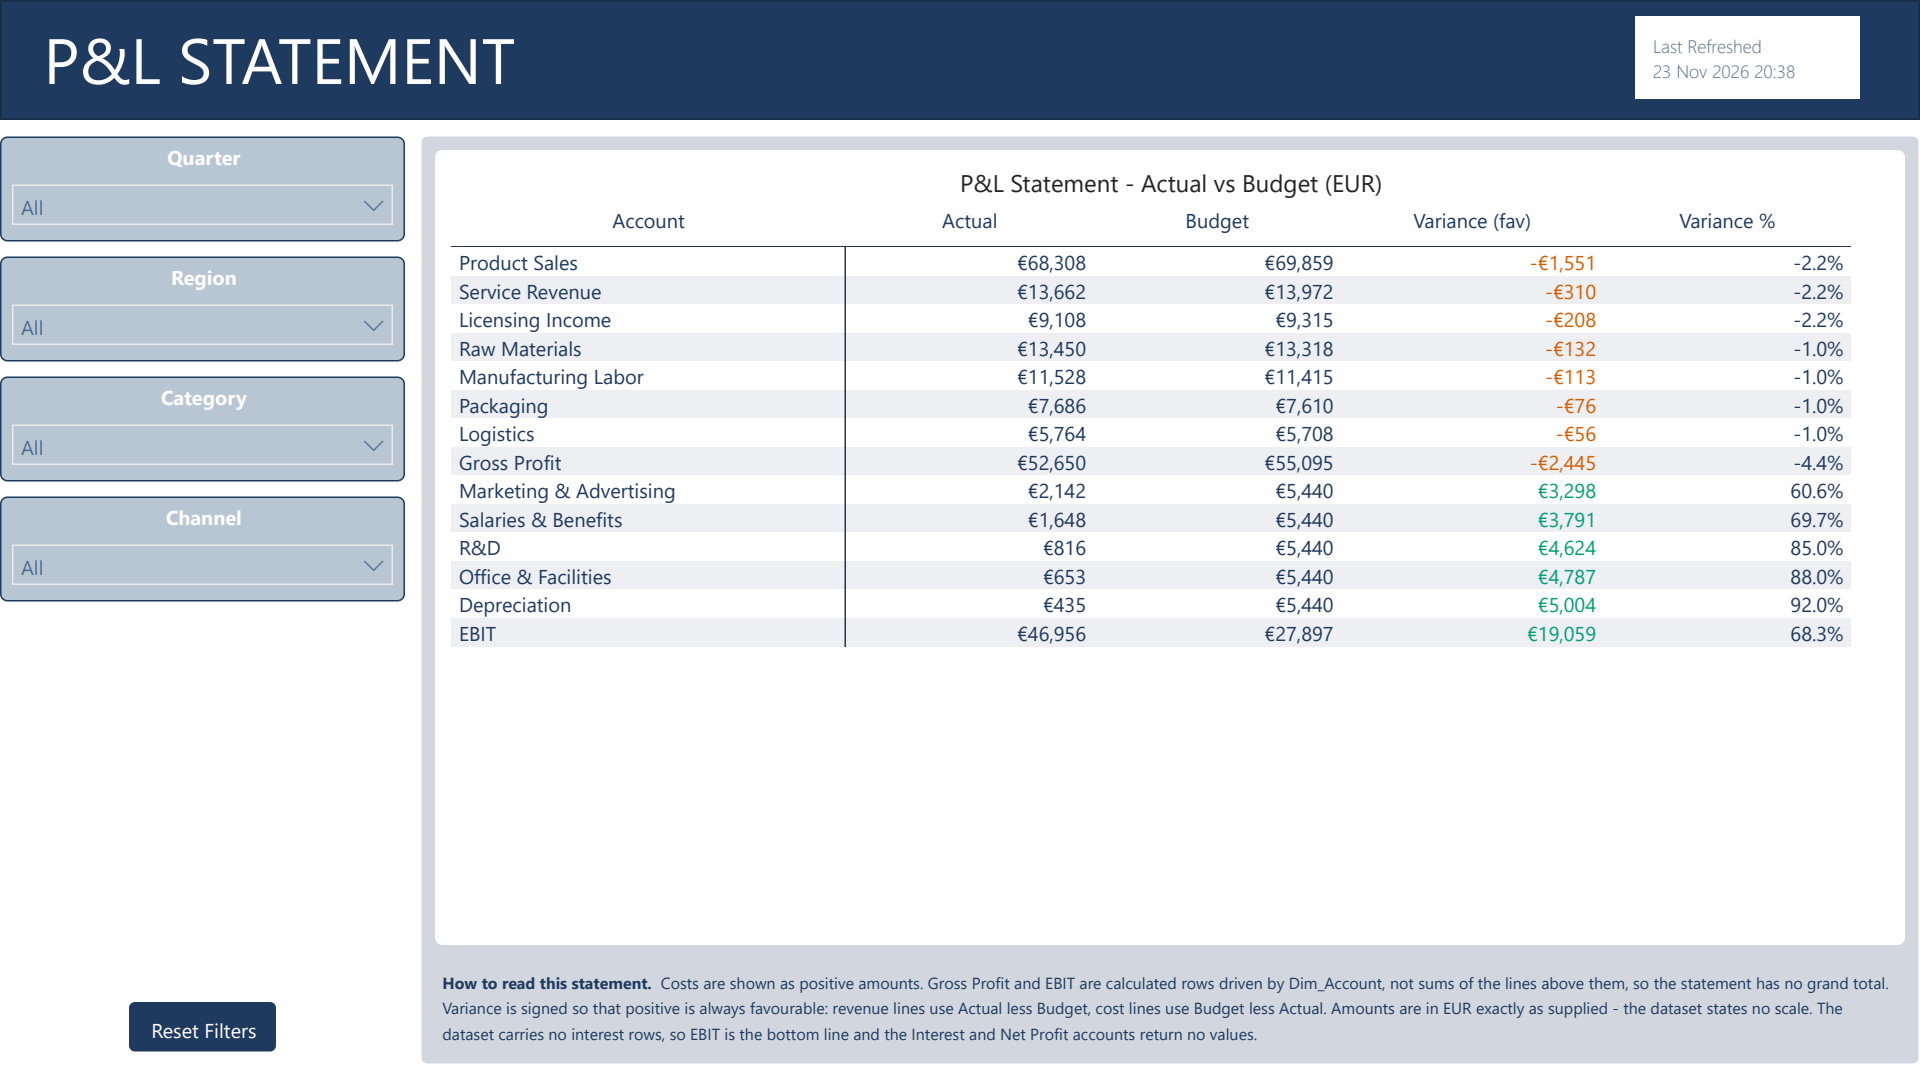 P&L STATEMENT
Last Refreshed
23 Nov 2026 20:38
Quarter
All
Region
All
Category
All
Channel
All
Reset Filters
P&L Statement - Actual vs Budget (EUR)
Account Actual Budget Variance (fav) Variance %
Product Sales €68,308 €69,859 -€1,551 -2.2%
Service Revenue €13,662 €13,972 -€310 -2.2%
Licensing Income €9,108 €9,315 -€208 -2.2%
Raw Materials €13,450 €13,318 -€132 -1.0%
Manufacturing Labor €11,528 €11,415 -€113 -1.0%
Packaging €7,686 €7,610 -€76 -1.0%
Logistics €5,764 €5,708 -€56 -1.0%
Gross Profit €52,650 €55,095 -€2,445 -4.4%
Marketing & Advertising €2,142 €5,440 €3,298 60.6%
Salaries & Benefits €1,648 €5,440 €3,791 69.7%
R&D €816 €5,440 €4,624 85.0%
Office & Facilities €653 €5,440 €4,787 88.0%
Depreciation €435 €5,440 €5,004 92.0%
EBIT €46,956 €27,897 €19,059 68.3%
How to read this statement. Costs are shown as positive amounts. Gross Profit and EBIT are calculated rows driven by Dim_Account, not sums of the lines above them, so the statement has no grand total.
Variance is signed so that positive is always favourable: revenue lines use Actual less Budget, cost lines use Budget less Actual. Amounts are in EUR exactly as supplied - the dataset states no scale. The
dataset carries no interest rows, so EBIT is the bottom line and the Interest and Net Profit accounts return no values.